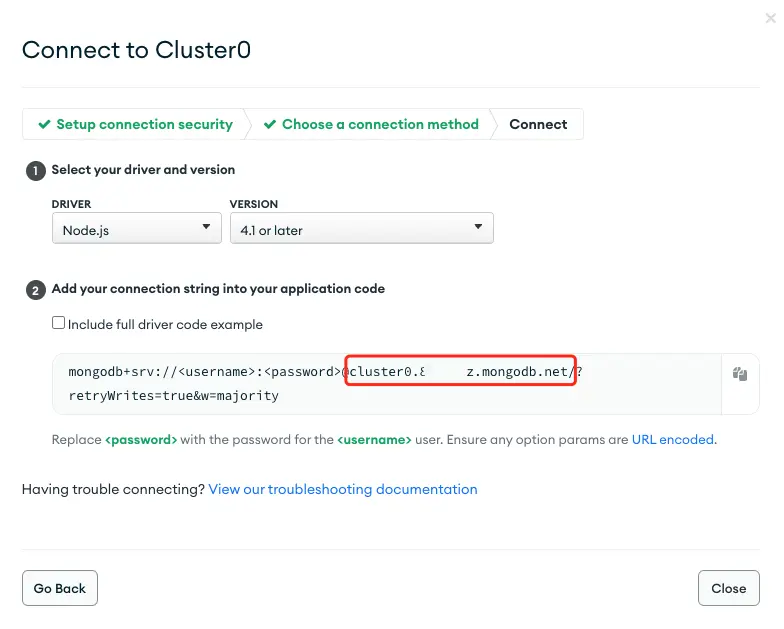 Connect to Cluster0
Setup connection security Choose a connection method Connect
1 Select your driver and version
DRIVER VERSION
Node.js 4.1 or later
2 Add your connection string into your application code
Include full driver code example
mongodb+srv://<username>:<password>@cluster0. z.mongodb.net/?
retryWrites=true&w=majority
Replace <password> with the password for the <username> user. Ensure any option params are URL encoded.
Having trouble connecting? View our troubleshooting documentation
Go Back Close